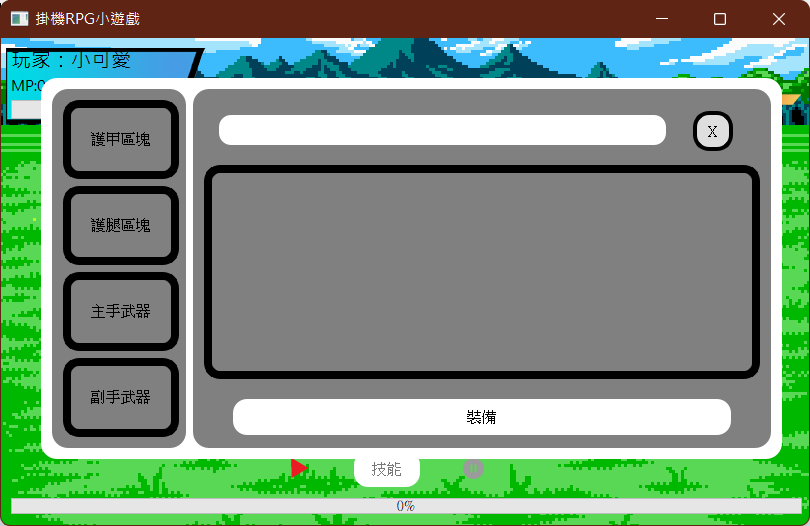 掛機RPG小遊戲
玩家：小可愛
MP:0
護甲區塊
X
護腿區塊
主手武器
副手武器
裝備
技能
0%